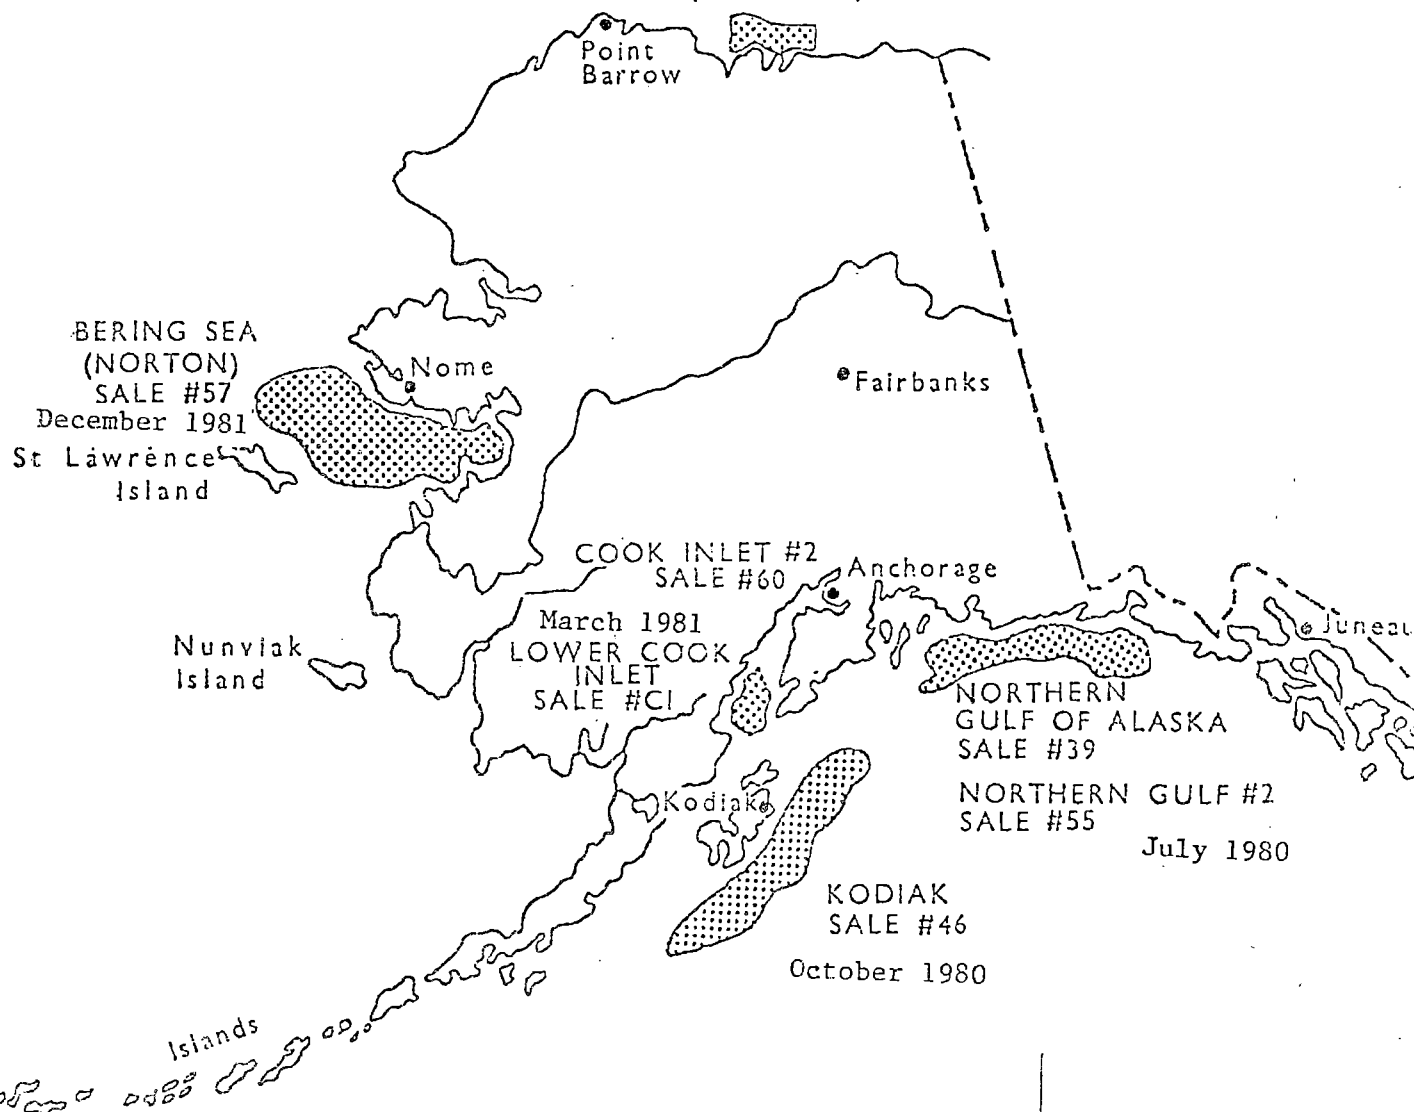 Point
Barrow
BERING SEA
(NORTON)
SALE #57
December 1981
Nome
Fairbanks
St Lawrence
Island
COOK INLET #2
SALE #60
Anchorage
March 1981
LOWER COOK
INLET
SALE #CI
Nunviak
Island
Juneau
NORTHERN
GULF OF ALASKA
SALE #39
NORTHERN GULF #2
SALE #55
July 1980
Kodiak
KODIAK
SALE #46
October 1980
Islands